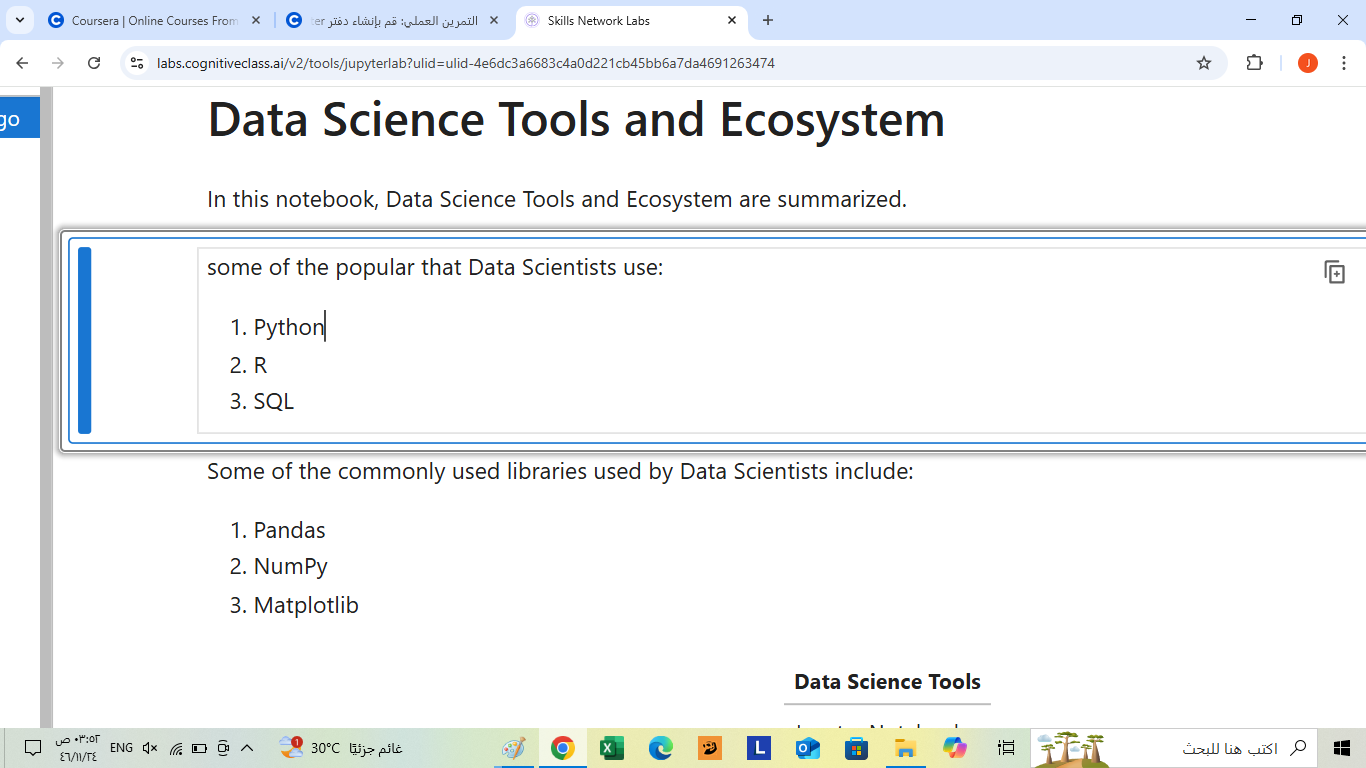 Coursera | Online Courses From
التمرين العملي: قم بإنشاء دفتر
Skills Network Labs
labs.cognitiveclass.ai/v2/tools/jupyterlab?ulid=ulid-4e6dc3a6683c4a0d221cb45bb6a7da4691263474
J
go
Data Science Tools and Ecosystem
In this notebook, Data Science Tools and Ecosystem are summarized.
some of the popular that Data Scientists use:
1. Python
2. R
3. SQL
Some of the commonly used libraries used by Data Scientists include:
1. Pandas
2. NumPy
3. Matplotlib
Data Science Tools
٠٣:٥٢ ص
٤٦/١١/٢٤
ENG
1
30°C غائم جزئيًا
L
اكتب هنا للبحث